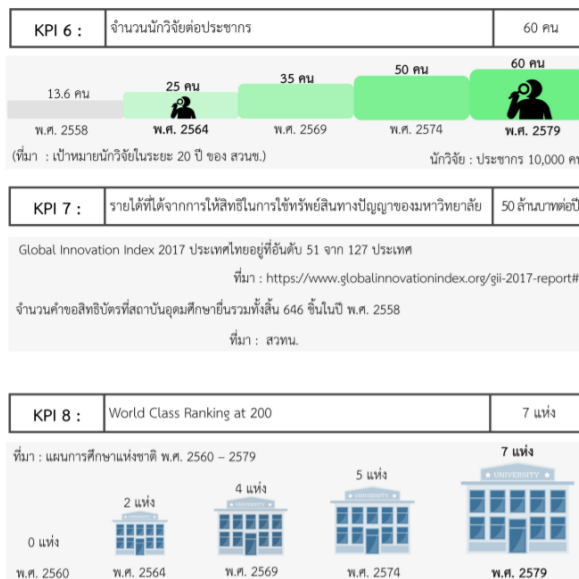 KPI 6 : จำนวนนักวิจัยต่อประชากร 60 คน
13.6 คน 25 คน 35 คน 50 คน 60 คน
พ.ศ. 2558 พ.ศ. 2564 พ.ศ. 2569 พ.ศ. 2574 พ.ศ. 2579
(ที่มา : เป้าหมายนักวิจัยในระยะ 20 ปี ของ สวนช.) นักวิจัย : ประชากร 10,000 คน
KPI 7 : รายได้ที่ได้จากการให้สิทธิในการใช้ทรัพย์สินทางปัญญาของมหาวิทยาลัย 50 ล้านบาทต่อปี
Global Innovation Index 2017 ประเทศไทยอยู่ที่อันดับ 51 จาก 127 ประเทศ
ที่มา : https://www.globalinnovationindex.org/gii-2017-report#
จำนวนคำขอสิทธิบัตรที่สถาบันอุดมศึกษายื่นรวมทั้งสิ้น 646 ชิ้นในปี พ.ศ. 2558
ที่มา : สวทน.
KPI 8 : World Class Ranking at 200 7 แห่ง
ที่มา : แผนการศึกษาแห่งชาติ พ.ศ. 2560 – 2579
0 แห่ง 2 แห่ง 4 แห่ง 5 แห่ง 7 แห่ง
UNIVERSITY UNIVERSITY UNIVERSITY
พ.ศ. 2560 พ.ศ. 2564 พ.ศ. 2569 พ.ศ. 2574 พ.ศ. 2579